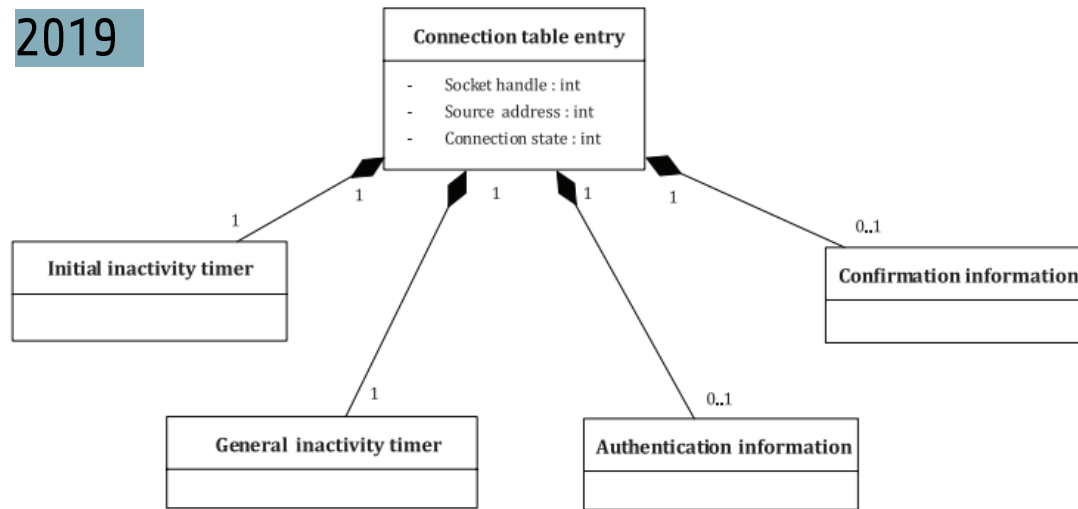 2019
Connection table entry
- Socket handle : int
- Source address : int
- Connection state : int
1
1
1
1
1
1
0..1
Initial inactivity timer
Confirmation information
1
0..1
General inactivity timer
Authentication information